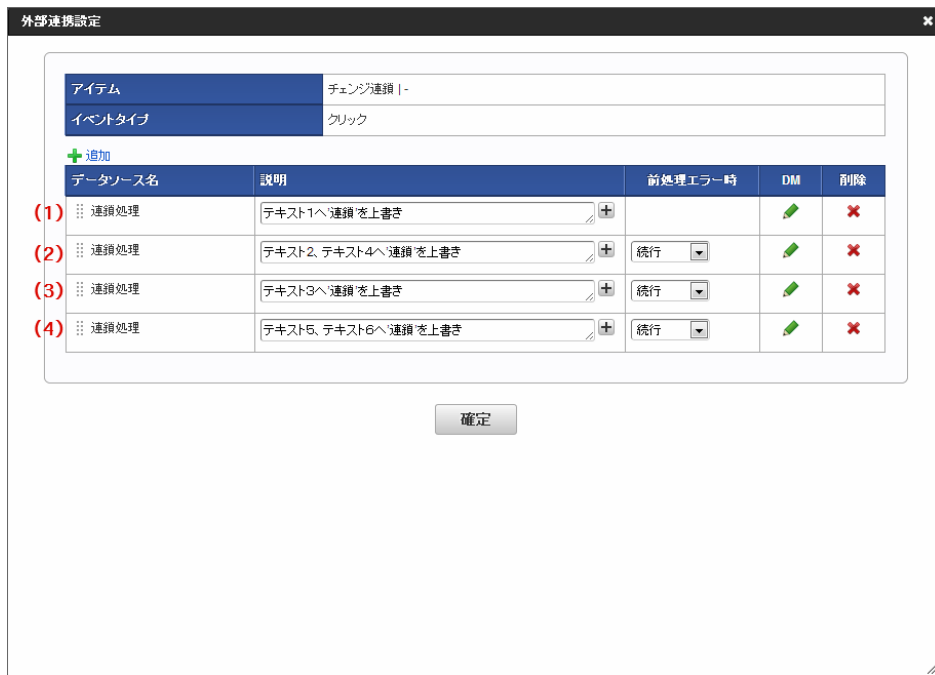 外部連携設定
アイテム チェンジ連鎖 | -
イベントタイプ クリック
追加
データソース名 説明 前処理エラー時 DM 削除
(1) 連鎖処理 テキスト1へ'連鎖'を上書き
(2) 連鎖処理 テキスト2、テキスト4へ'連鎖'を上書き 続行
(3) 連鎖処理 テキスト3へ'連鎖'を上書き 続行
(4) 連鎖処理 テキスト5、テキスト6へ'連鎖'を上書き 続行
確定